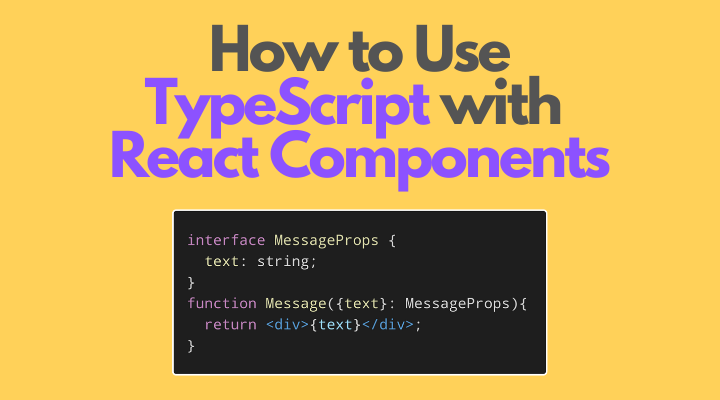 How to Use
TypeScript with
React Components
interface MessageProps {
  text: string;
}
function Message({text}: MessageProps){
  return <div>{text}</div>;
}